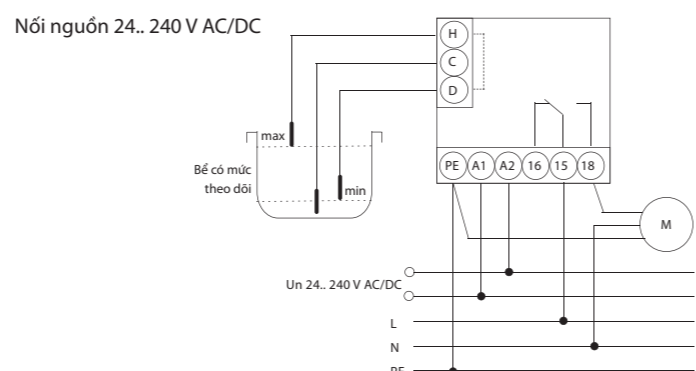 Nối nguồn 24.. 240 V AC/DC
H
C
D
max
Bể có mức
theo dõi
min
PE A1 A2 16 15 18
M
Un 24.. 240 V AC/DC
L
N
PE